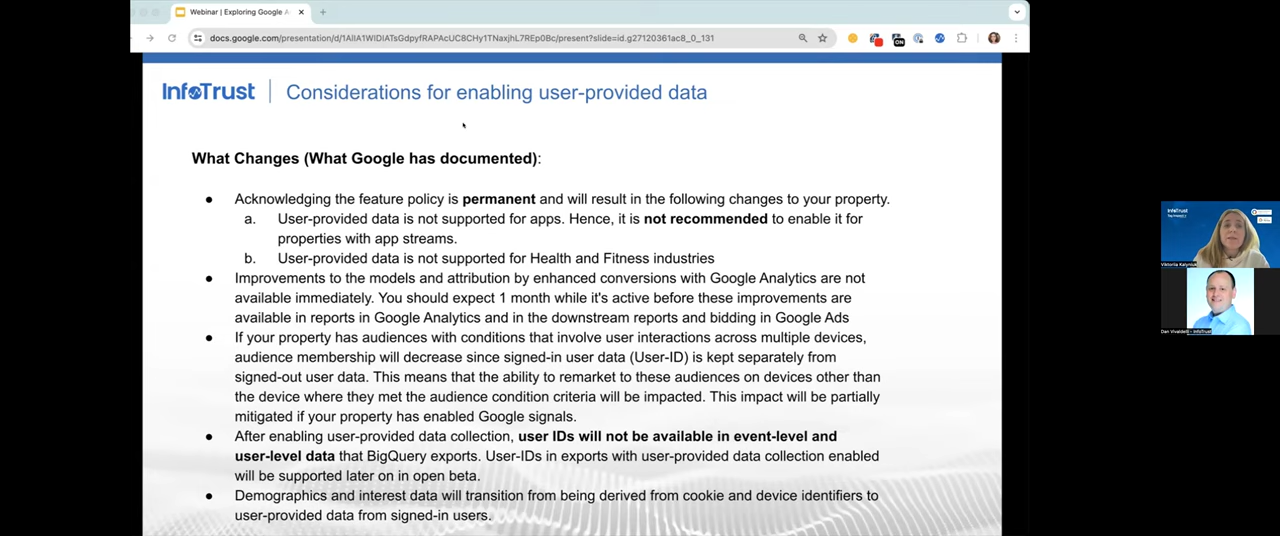 Webinar | Exploring Google A
docs.google.com/presentation/d/1AlIA1WIDIATsGdpyfRAPAcUC8CHy1TNaxjhL7REp0Bc/present?slide=id.g27120361ac8_0_131
ON
InfoTrust
Considerations for enabling user-provided data
What Changes (What Google has documented):
● Acknowledging the feature policy is permanent and will result in the following changes to your property.
a. User-provided data is not supported for apps. Hence, it is not recommended to enable it for
properties with app streams.
b. User-provided data is not supported for Health and Fitness industries
● Improvements to the models and attribution by enhanced conversions with Google Analytics are not
available immediately. You should expect 1 month while it's active before these improvements are
available in reports in Google Analytics and in the downstream reports and bidding in Google Ads
● If your property has audiences with conditions that involve user interactions across multiple devices,
audience membership will decrease since signed-in user data (User-ID) is kept separately from
signed-out user data. This means that the ability to remarket to these audiences on devices other than
the device where they met the audience condition criteria will be impacted. This impact will be partially
mitigated if your property has enabled Google signals.
● After enabling user-provided data collection, user IDs will not be available in event-level and
user-level data that BigQuery exports. User-IDs in exports with user-provided data collection enabled
will be supported later on in open beta.
● Demographics and interest data will transition from being derived from cookie and device identifiers to
user-provided data from signed-in users.
InfoTrust
Viktoriia Kalyniuk
Dan Vivaldelli - InfoTrust